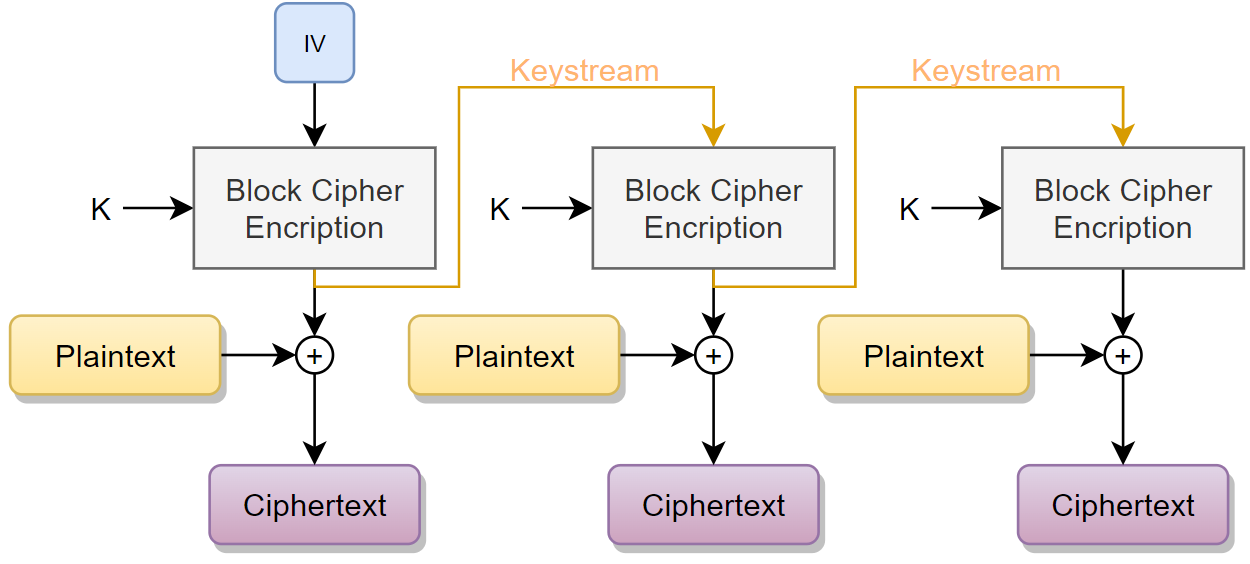 IV
Keystream
Keystream
K
Block Cipher
Encription
K
Block Cipher
Encription
K
Block Cipher
Encription
Plaintext
+
Plaintext
+
Plaintext
+
Ciphertext
Ciphertext
Ciphertext